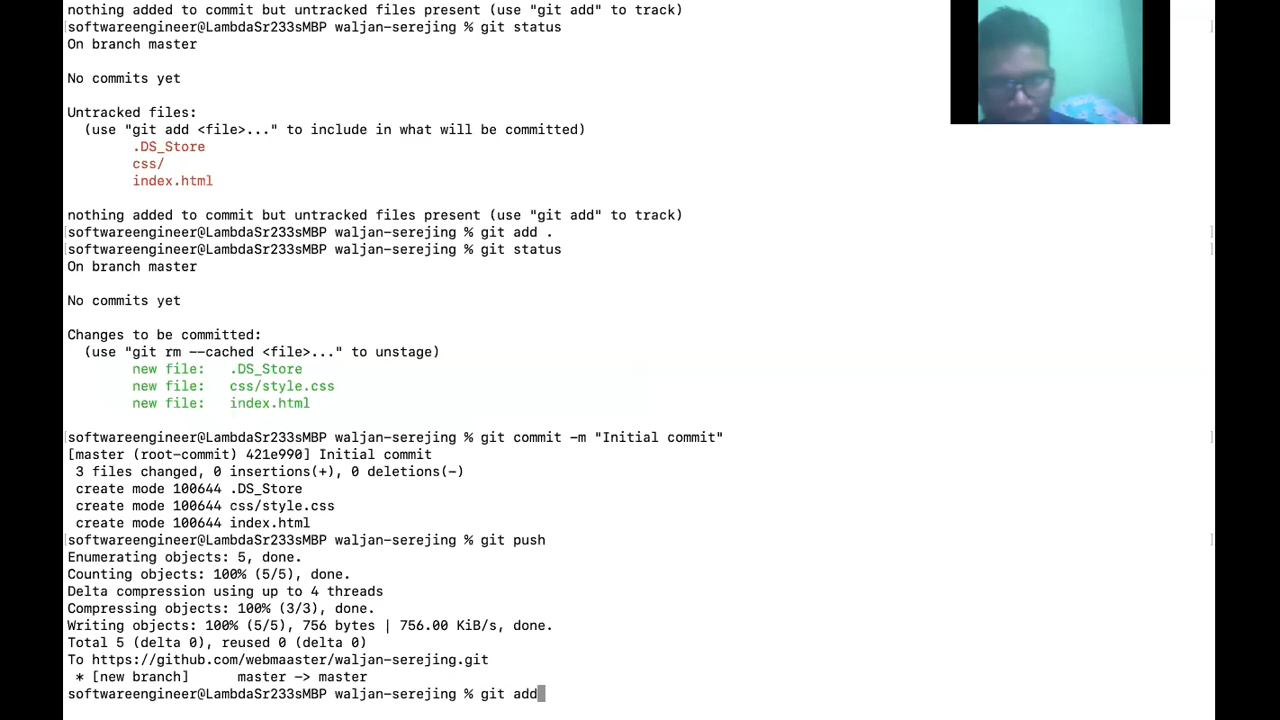 nothing added to commit but untracked files present (use "git add" to track)
softwareengineer@LambdaSr233sMBP waljan-serejing % git status
On branch master
No commits yet
Untracked files:
(use "git add <file>..." to include in what will be committed)
.DS_Store
css/
index.html
nothing added to commit but untracked files present (use "git add" to track)
softwareengineer@LambdaSr233sMBP waljan-serejing % git add .
softwareengineer@LambdaSr233sMBP waljan-serejing % git status
On branch master
No commits yet
Changes to be committed:
(use "git rm --cached <file>..." to unstage)
new file:   .DS_Store
new file:   css/style.css
new file:   index.html
softwareengineer@LambdaSr233sMBP waljan-serejing % git commit -m "Initial commit"
[master (root-commit) 421e990] Initial commit
3 files changed, 0 insertions(+), 0 deletions(-)
create mode 100644 .DS_Store
create mode 100644 css/style.css
create mode 100644 index.html
softwareengineer@LambdaSr233sMBP waljan-serejing % git push
Enumerating objects: 5, done.
Counting objects: 100% (5/5), done.
Delta compression using up to 4 threads
Compressing objects: 100% (3/3), done.
Writing objects: 100% (5/5), 756 bytes | 756.00 KiB/s, done.
Total 5 (delta 0), reused 0 (delta 0)
To https://github.com/webmaaster/waljan-serejing.git
* [new branch]      master -> master
softwareengineer@LambdaSr233sMBP waljan-serejing % git add